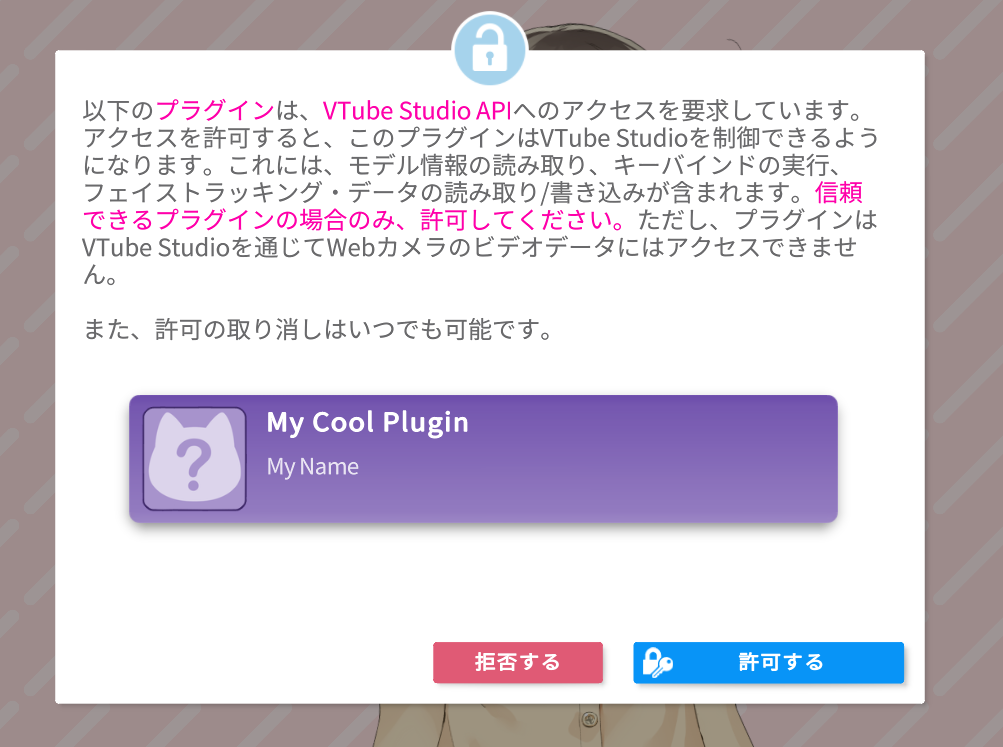 以下のプラグインは、VTube Studio APIへのアクセスを要求しています。
アクセスを許可すると、このプラグインはVTube Studioを制御できるよう
になります。これには、モデル情報の読み取り、キーバインドの実行、
フェイストラッキング・データの読み取り/書き込みが含まれます。信頼
できるプラグインの場合のみ、許可してください。ただし、プラグインは
VTube Studioを通じてWebカメラのビデオデータにはアクセスできませ
ん。
また、許可の取り消しはいつでも可能です。
?
My Cool Plugin
My Name
拒否する
許可する